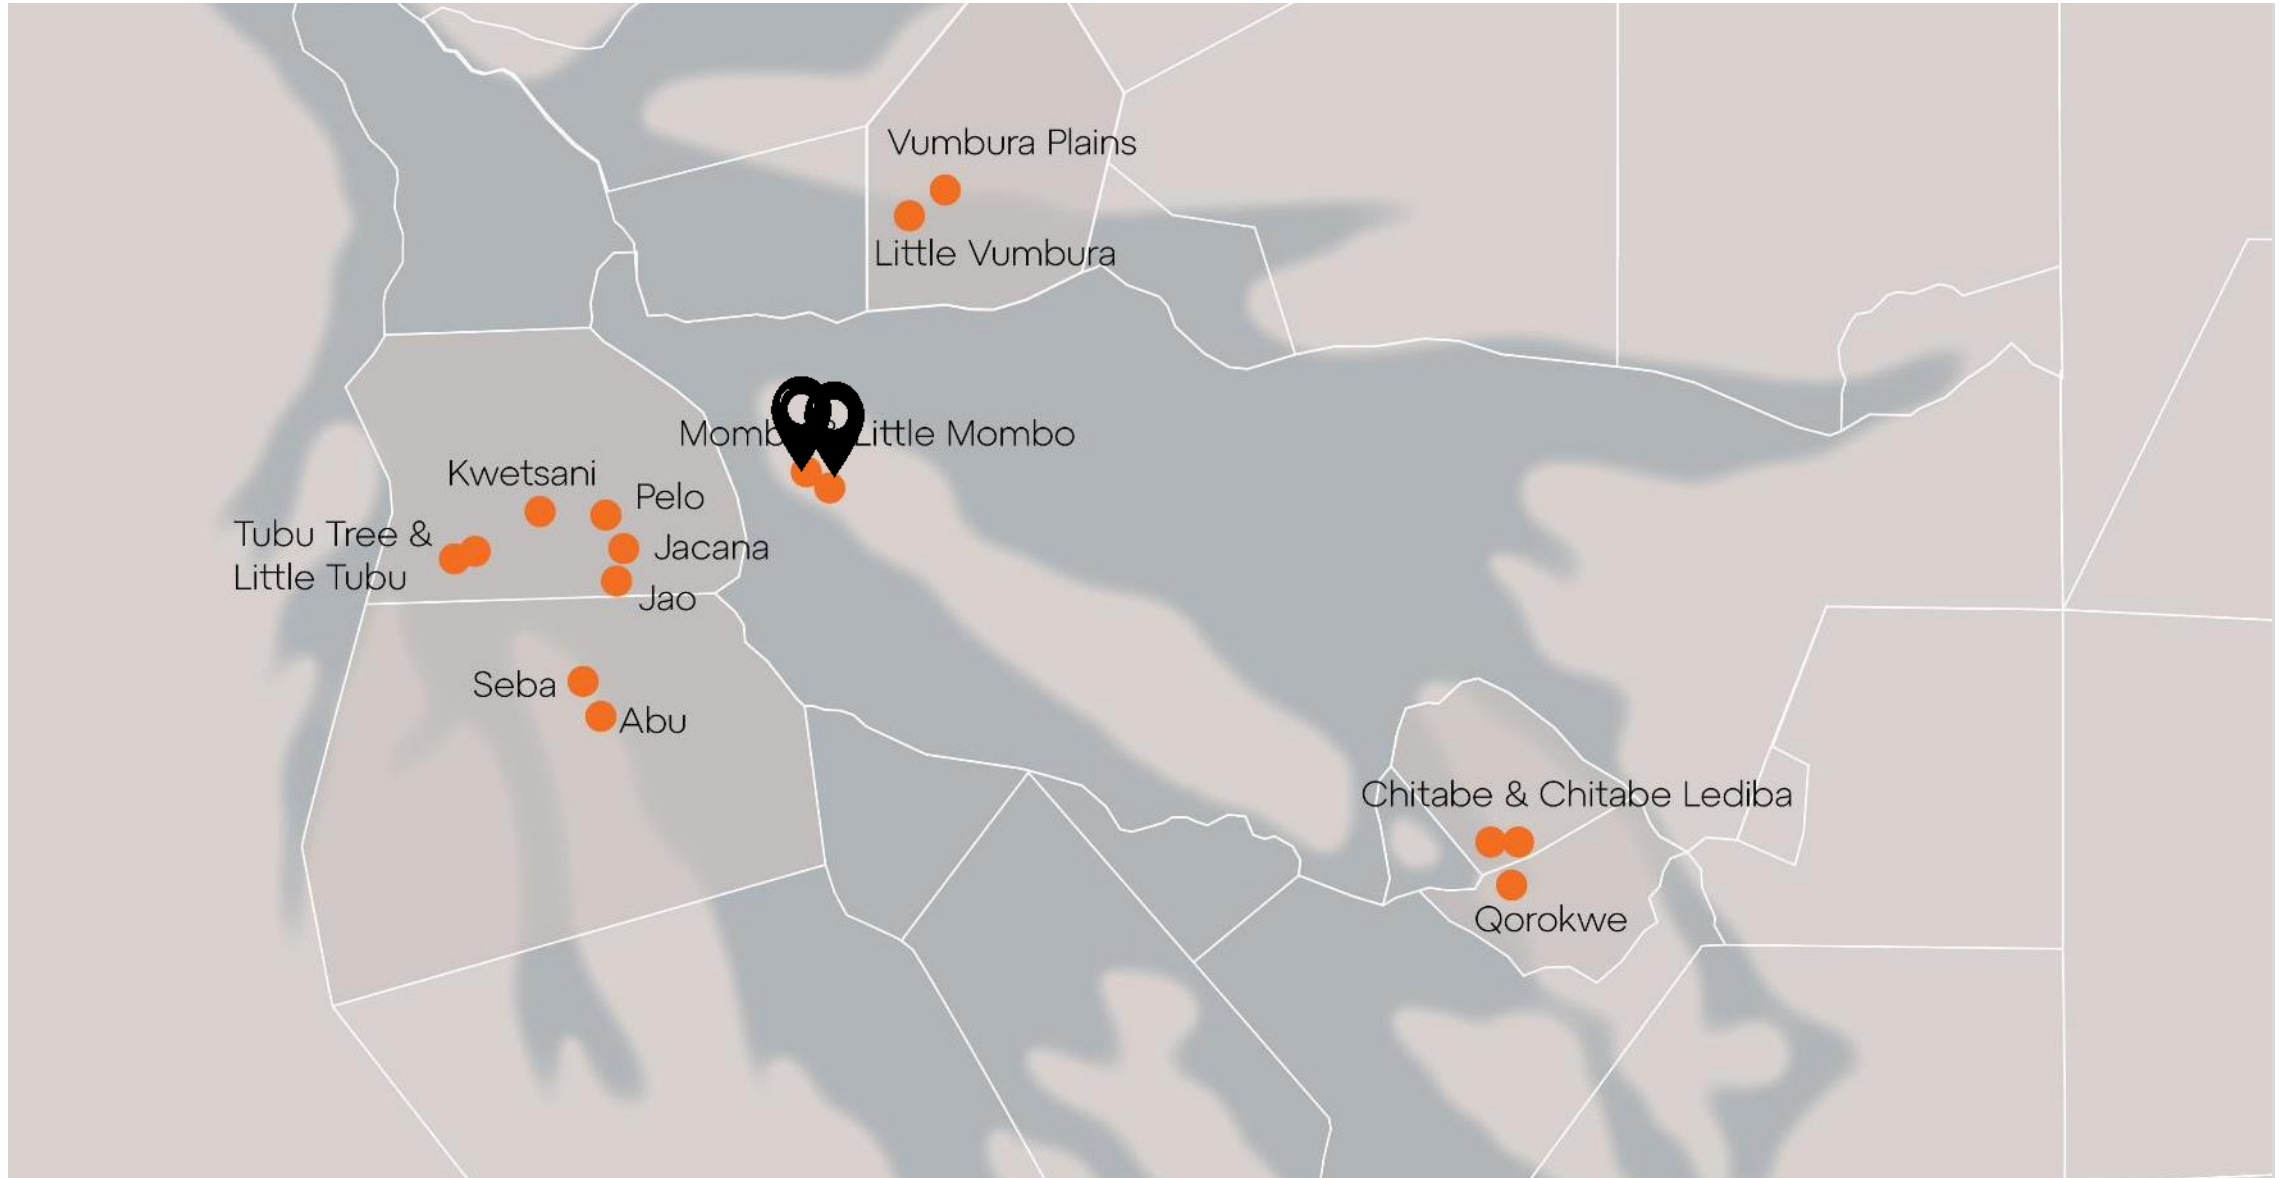 Vumbura Plains
Little Vumbura
Little Mombo
Kwetsani
Pelo
Tubu Tree &
Little Tubu
Jacana
Jao
Seba
Abu
Chitabe & Chitabe Lediba
Qorokwe